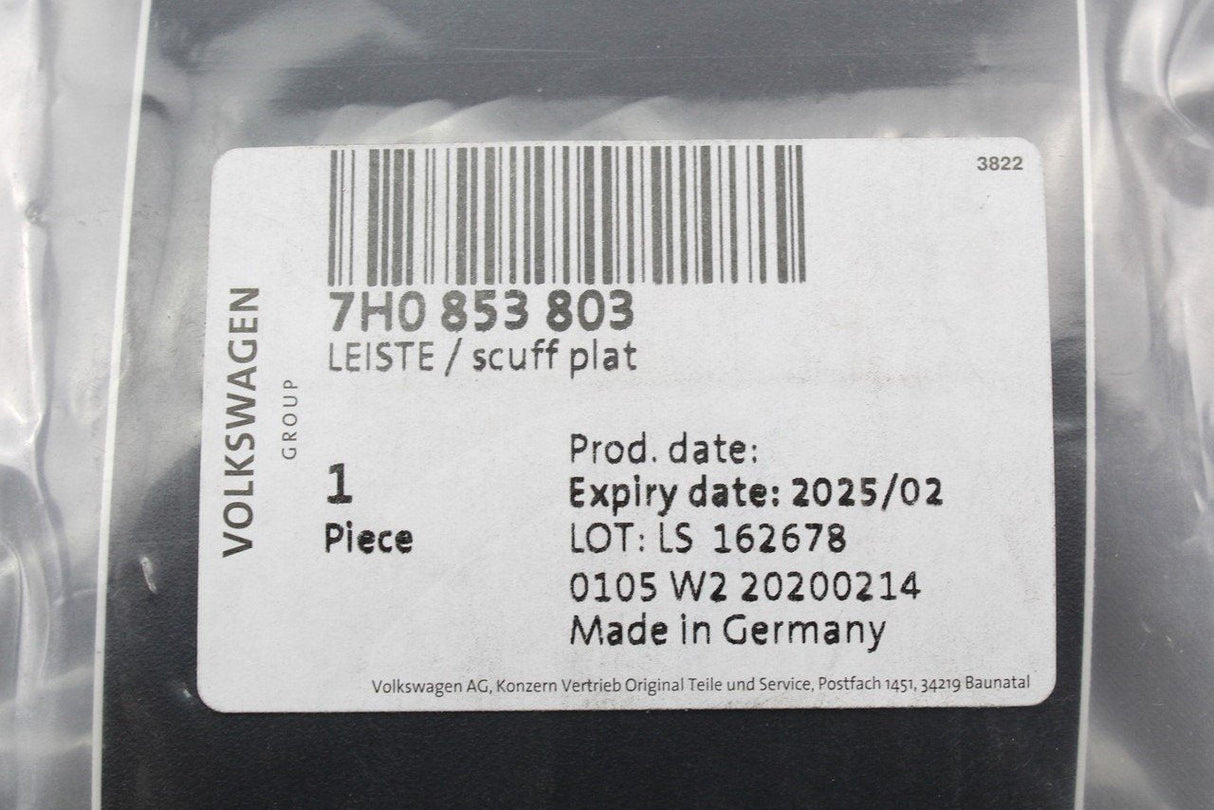 3822
7H0 853 803
LEISTE / scuff plat
VOLKSWAGEN
GROUP
1
Piece
Prod. date:
Expiry date: 2025/02
LOT: LS 162678
0105 W2 20200214
Made in Germany
Volkswagen AG, Konzern Vertrieb Original Teile und Service, Postfach 1451, 34219 Baunatal